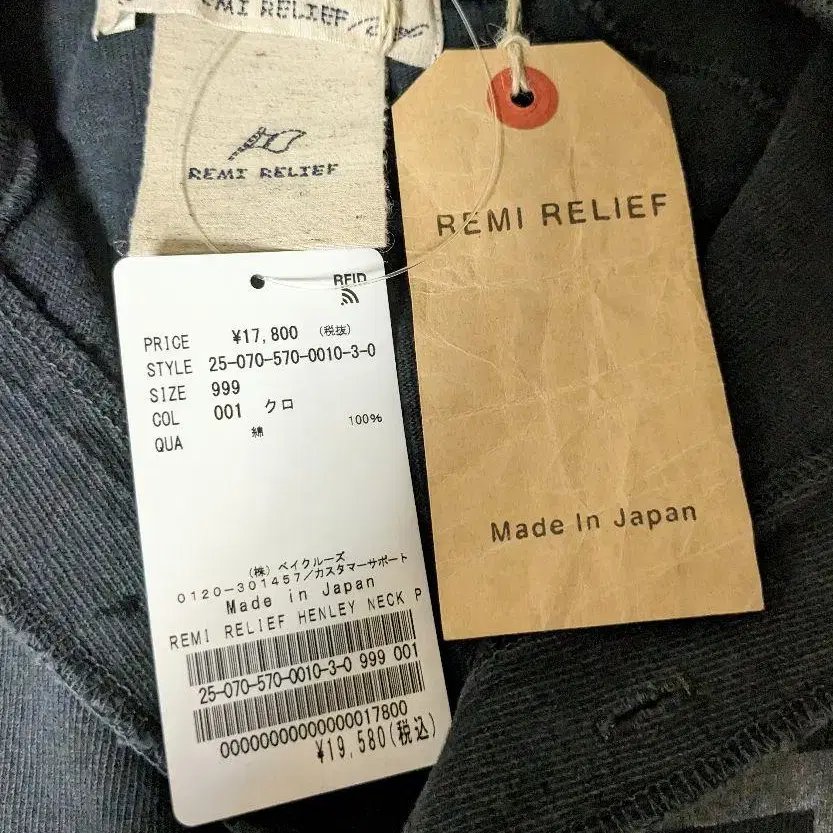 REMI RELIEF
REMI RELIEF
REMI RELIEF
Made In Japan
RFID
PRICE ¥17,800 (税抜)
STYLE 25-070-570-0010-3-0
SIZE 999
COL 001 クロ
QUA 綿 100%
(株) ベイクルーズ
0120-301457/カスタマーサポート
Made in Japan
REMI RELIEF HENLEY NECK P
25-070-570-0010-3-0 999 001
0000000000000017800
¥19,580(税込)